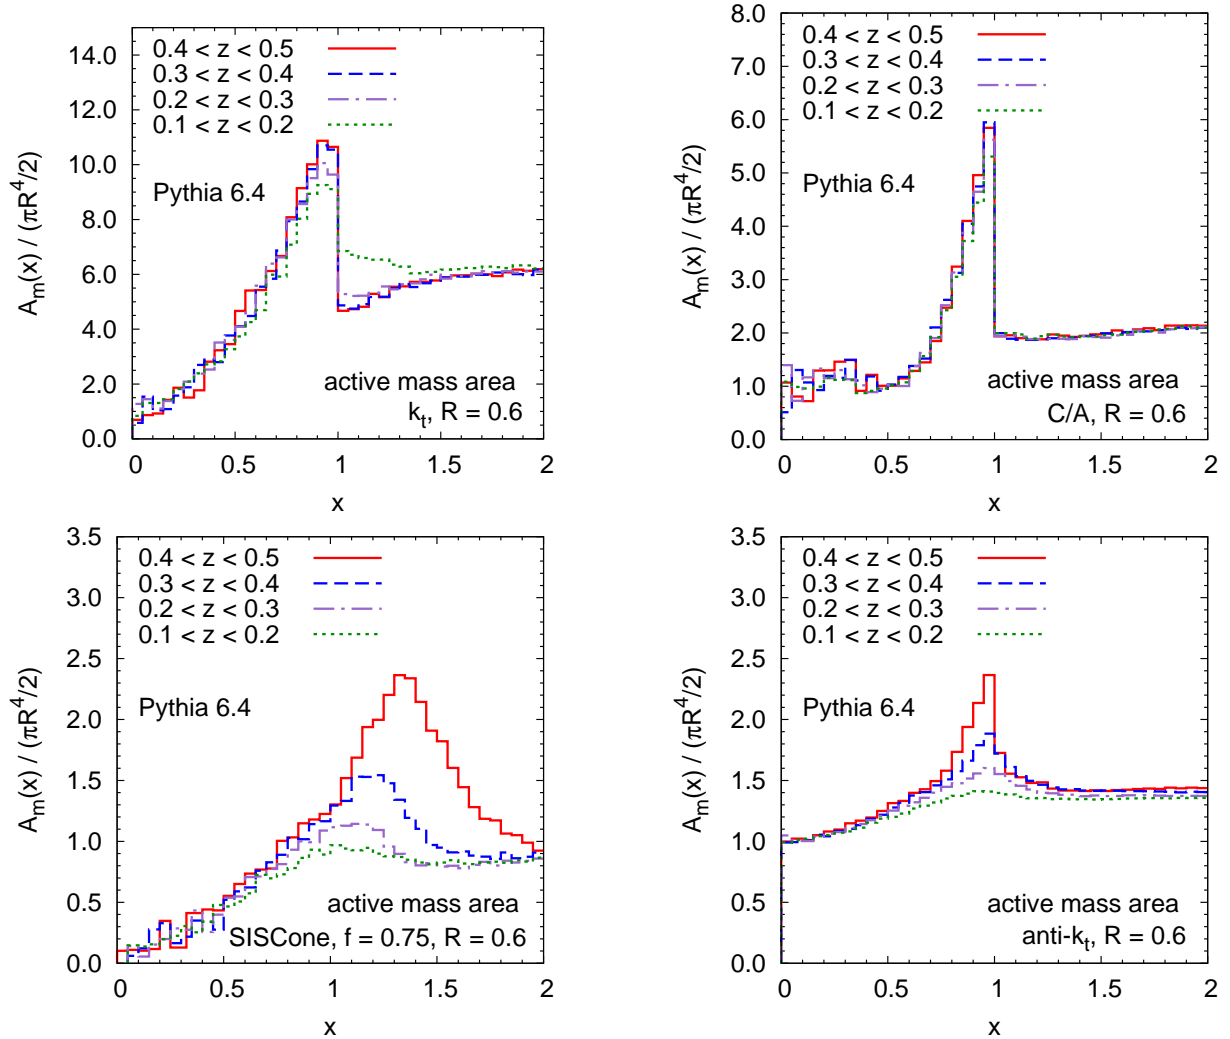 14.0
12.0
10.0
8.0
6.0
4.0
2.0
0.0
A_m(x) / (πR^4/2)
0.4 < z < 0.5
0.3 < z < 0.4
0.2 < z < 0.3
0.1 < z < 0.2
Pythia 6.4
active mass area
k_t, R = 0.6
0 0.5 1 1.5 2
x
8.0
7.0
6.0
5.0
4.0
3.0
2.0
1.0
0.0
A_m(x) / (πR^4/2)
0.4 < z < 0.5
0.3 < z < 0.4
0.2 < z < 0.3
0.1 < z < 0.2
Pythia 6.4
active mass area
C/A, R = 0.6
0 0.5 1 1.5 2
x
3.5
3.0
2.5
2.0
1.5
1.0
0.5
0.0
A_m(x) / (πR^4/2)
0.4 < z < 0.5
0.3 < z < 0.4
0.2 < z < 0.3
0.1 < z < 0.2
Pythia 6.4
active mass area
SISCone, f = 0.75, R = 0.6
0 0.5 1 1.5 2
x
3.5
3.0
2.5
2.0
1.5
1.0
0.5
0.0
A_m(x) / (πR^4/2)
0.4 < z < 0.5
0.3 < z < 0.4
0.2 < z < 0.3
0.1 < z < 0.2
Pythia 6.4
active mass area
anti-k_t, R = 0.6
0 0.5 1 1.5 2
x